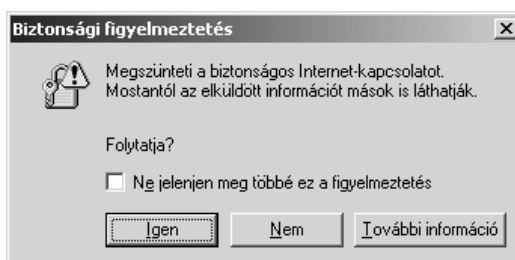 Biztonsági figyelmeztetés
Megszünteti a biztonságos Internet-kapcsolatot.
Mostantól az elküldött információt mások is láthatják.
Folytatja?
Ne jelenjen meg többé ez a figyelmeztetés
Igen Nem További információ